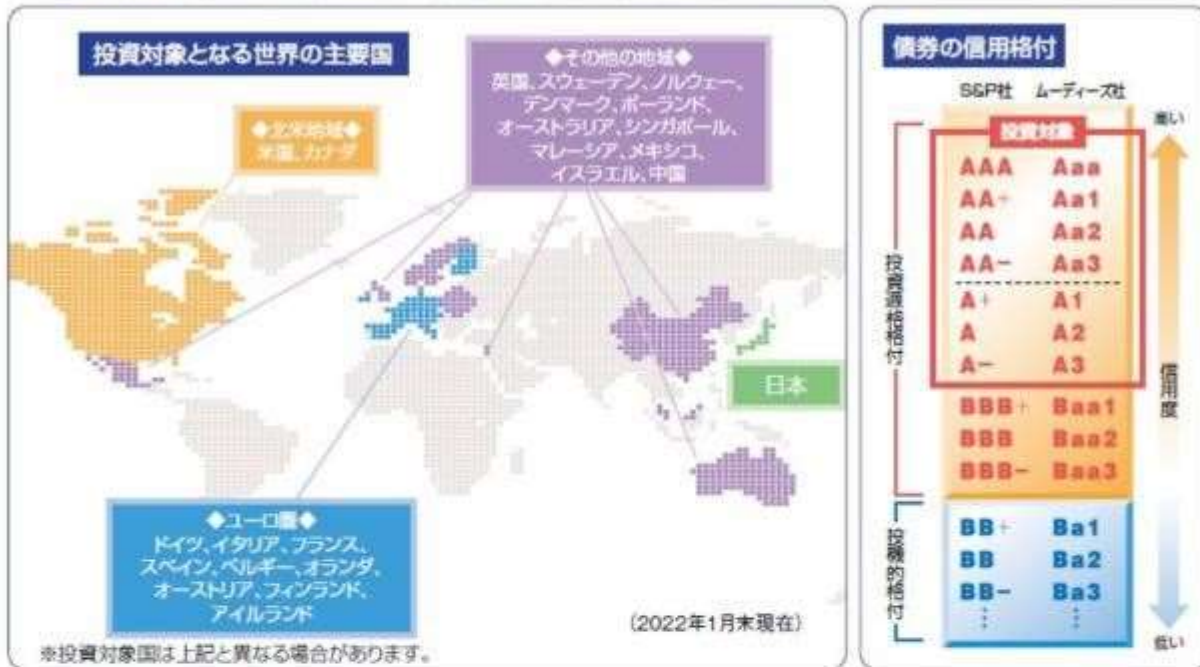 投資対象となる世界の主要国
◆北米地域◆
米国、カナダ
◆その他の地域◆
英国、スウェーデン、ノルウェー、
デンマーク、ポーランド、
オーストラリア、シンガポール、
マレーシア、メキシコ、
イスラエル、中国
日本
◆ユーロ圏◆
ドイツ、イタリア、フランス、
スペイン、ベルギー、オランダ、
オーストリア、フィンランド、
アイルランド
(2022年1月末現在)
※投資対象国は上記と異なる場合があります。
債券の信用格付
S&P社 ムーディーズ社
投資対象
高い
AAA Aaa
AA+ Aa1
AA Aa2
AA- Aa3
A+ A1
A A2
A- A3
BBB+ Baa1
BBB Baa2
BBB- Baa3
BB+ Ba1
BB Ba2
BB- Ba3
投資適格格付
投機的格付
信用度
低い